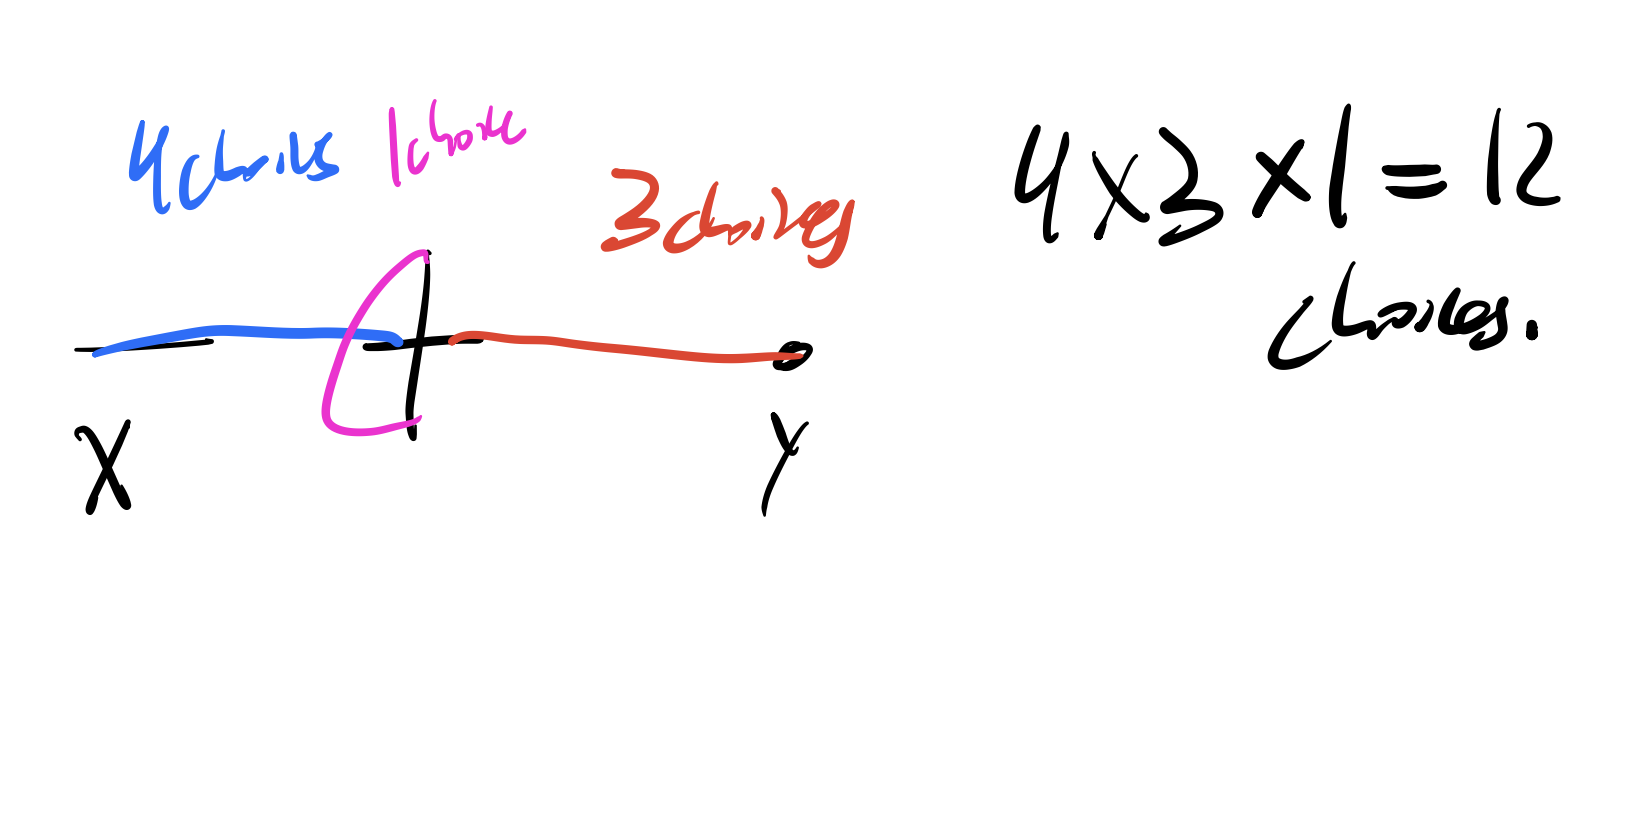 4 choices 1 choice
3 choices
4 x 3 x 1 = 12
choices.
X Y